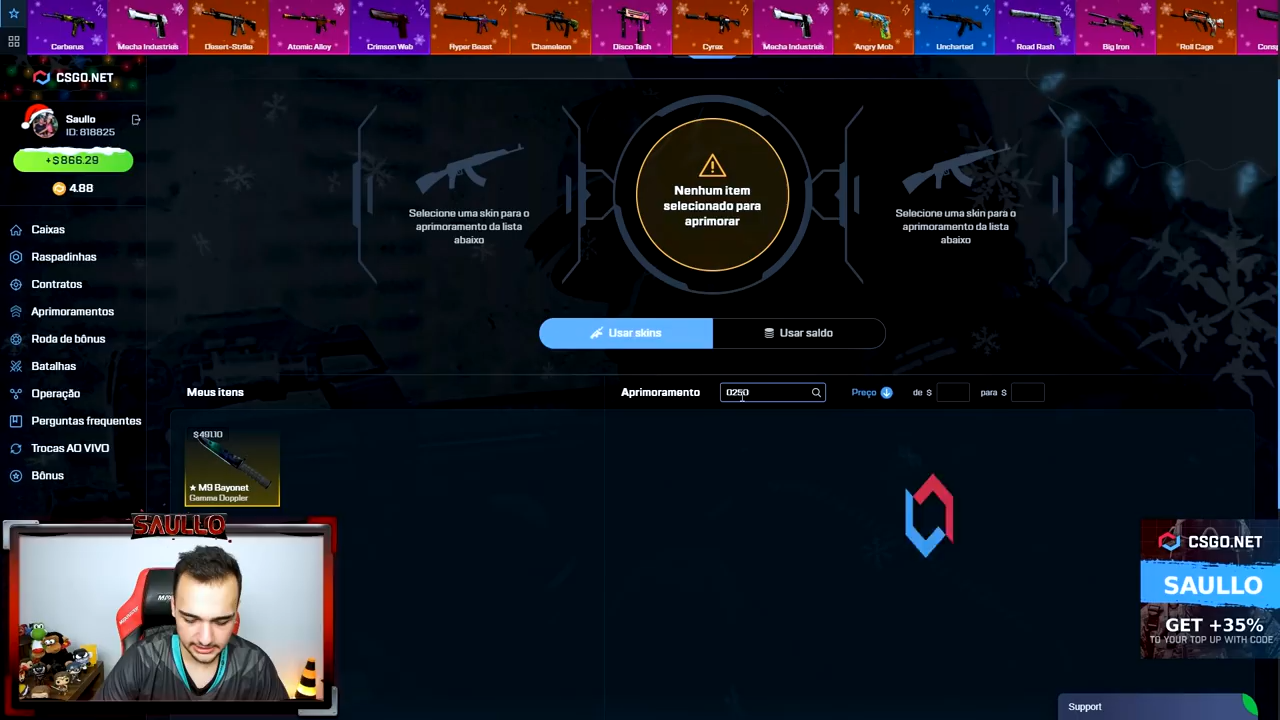 Cerberus
Mecha Industries
Desert-Strike
Atomic Alloy
Crimson Web
Hyper Beast
Chameleon
Disco Tech
Cyrex
Mecha Industries
Angry Mob
Uncharted
Road Rash
Big Iron
Roll Cage
CSGO.NET
Saullo
ID: 818825
+$866.29
4.88
Caixas
Raspadinhas
Contratos
Aprimoramentos
Roda de bônus
Batalhas
Operação
Perguntas frequentes
Trocas AO VIVO
Bônus
Selecione uma skin para o
aprimoramento da lista
abaixo
Nenhum item
selecionado para
aprimorar
Selecione uma skin para o
aprimoramento da lista
abaixo
Usar skins
Usar saldo
Meus itens
Aprimoramento
0250
Preço
de $
para $
$491.10
★ M9 Bayonet
Gamma Doppler
SAULLO
CSGO.NET
SAULLO
GET +35%
TO YOUR TOP UP WITH CODE
Support